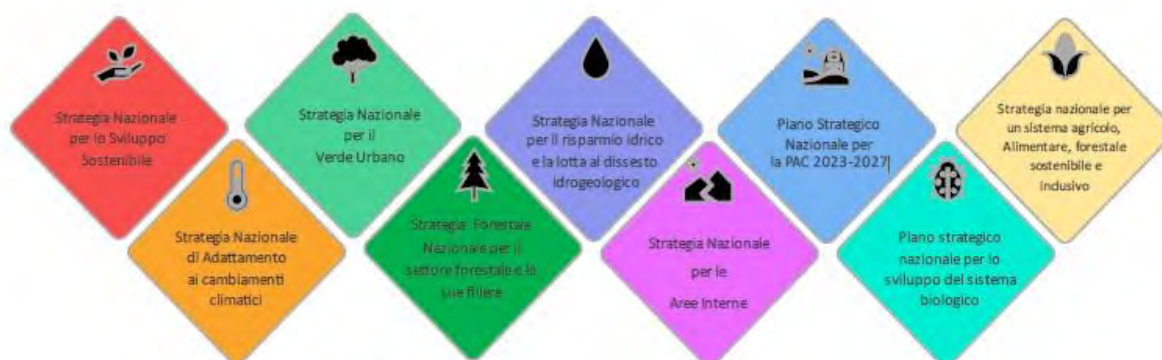 Strategia Nazionale
per lo Sviluppo
Sostenibile
Strategia Nazionale
di Adattamento
ai cambiamenti
climatici
Strategia Nazionale
per il
Verde Urbano
Strategia Forestale
Nazionale per il
settore forestale e le
sue filiere
Strategia Nazionale
per il risparmio idrico
e la lotta al dissesto
idrogeologico
Strategia Nazionale
per le
Aree Interne
Piano Strategico
Nazionale per
la PAC 2023-2027
Piano strategico
nazionale per lo
sviluppo del sistema
biologico
Strategia nazionale per
un sistema agrícolo,
Alimentare, forestale
sostenibile e
Indusivo